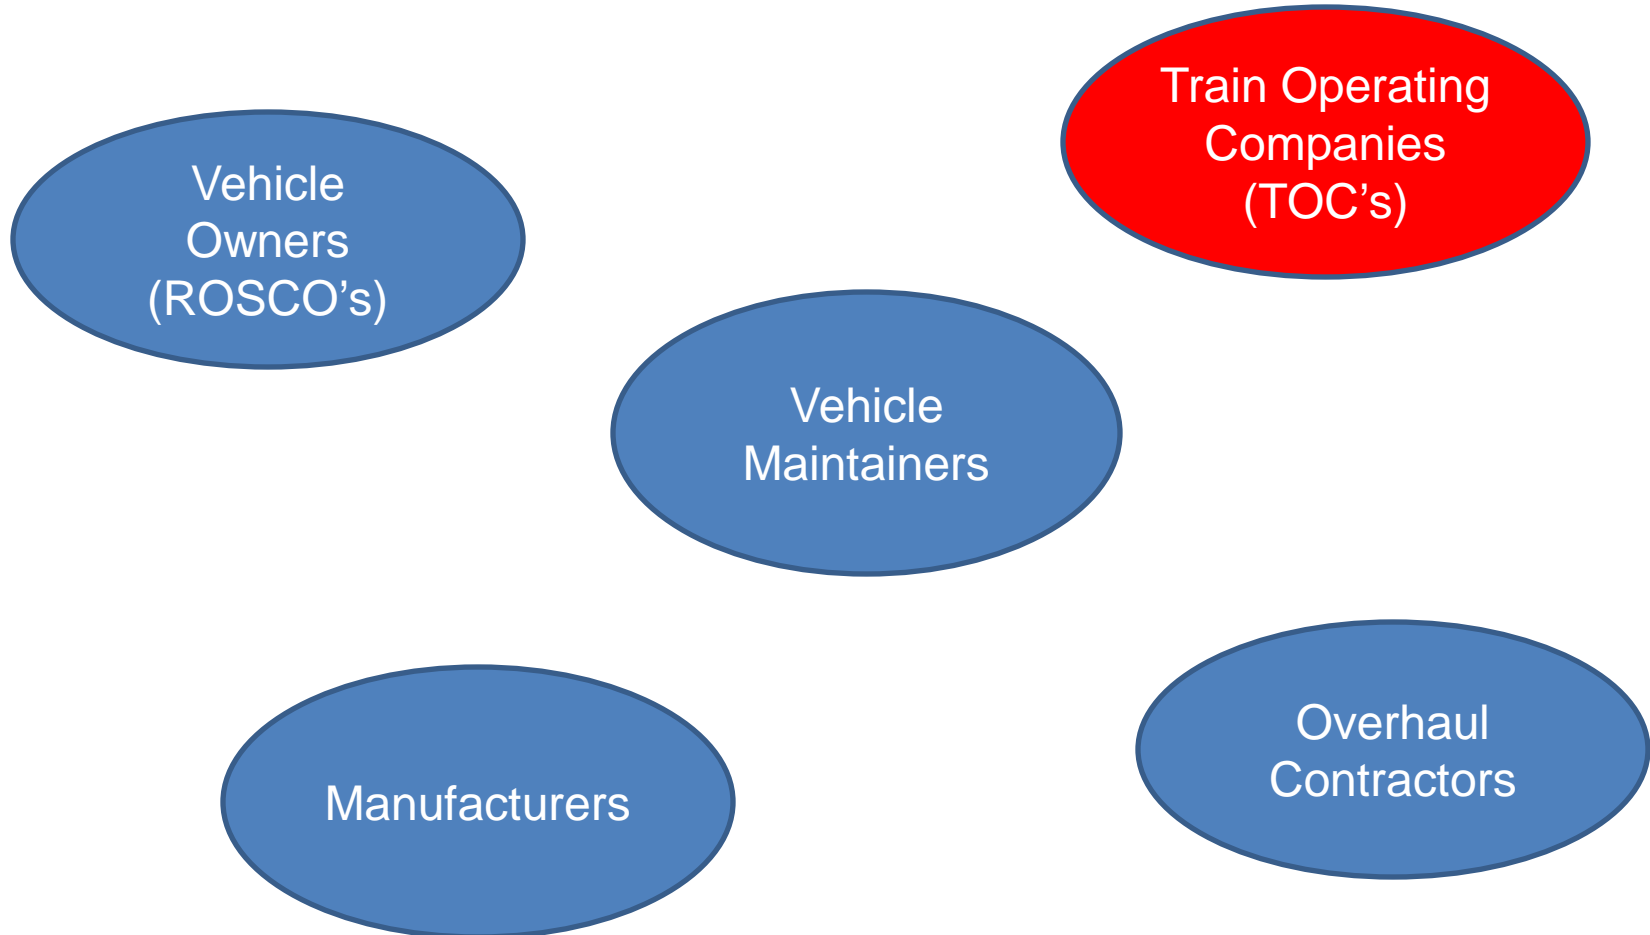 Train Operating
Companies
(TOC’s)
Vehicle
Owners
(ROSCO’s)
Vehicle
Maintainers
Overhaul
Contractors
Manufacturers